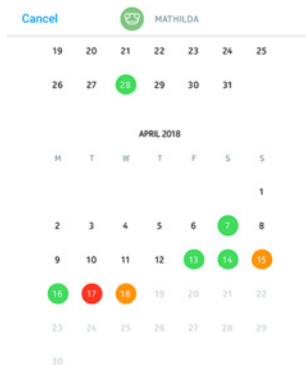 Cancel MATHILDA
19 20 21 22 23 24 25
26 27 28 29 30 31
APRIL 2018
M T W T F S S
1
2 3 4 5 6 7 8
9 10 11 12 13 14 15
16 17 18 19 20 21 22
23 24 25 26 27 28 29
30